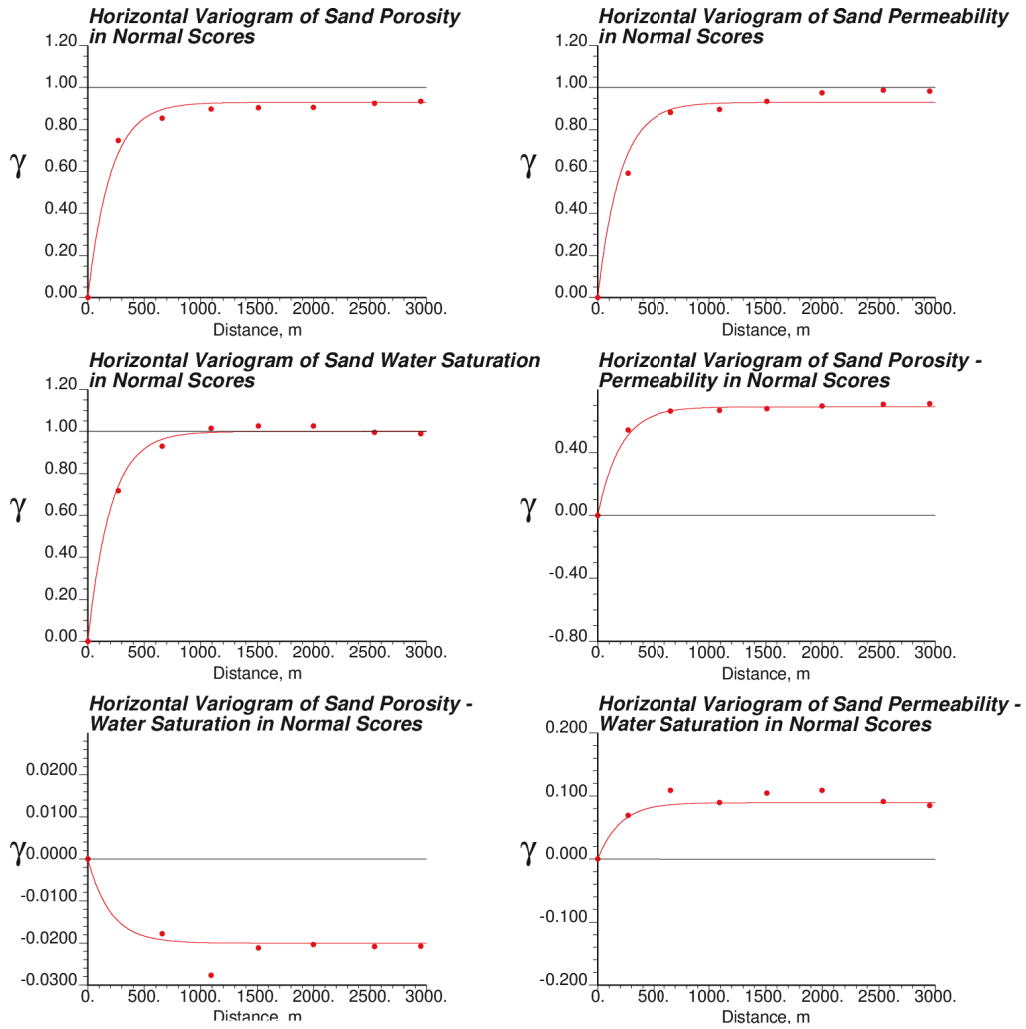 Horizontal Variogram of Sand Porosity
in Normal Scores
1.20
1.00
0.80
0.60
0.40
0.20
0.00
γ
0. 500. 1000. 1500. 2000. 2500. 3000.
Distance, m
Horizontal Variogram of Sand Permeability
in Normal Scores
1.20
1.00
0.80
0.60
0.40
0.20
0.00
γ
0. 500. 1000. 1500. 2000. 2500. 3000.
Distance, m
Horizontal Variogram of Sand Water Saturation
in Normal Scores
1.20
1.00
0.80
0.60
0.40
0.20
0.00
γ
0. 500. 1000. 1500. 2000. 2500. 3000.
Distance, m
Horizontal Variogram of Sand Porosity -
Permeability in Normal Scores
0.40
0.00
-0.40
-0.80
γ
0. 500. 1000. 1500. 2000. 2500. 3000.
Distance, m
Horizontal Variogram of Sand Porosity -
Water Saturation in Normal Scores
0.0200
0.0100
0.0000
-0.0100
-0.0200
-0.0300
γ
0. 500. 1000. 1500. 2000. 2500. 3000.
Distance, m
Horizontal Variogram of Sand Permeability -
Water Saturation in Normal Scores
0.200
0.100
0.000
-0.100
-0.200
γ
0. 500. 1000. 1500. 2000. 2500. 3000.
Distance, m